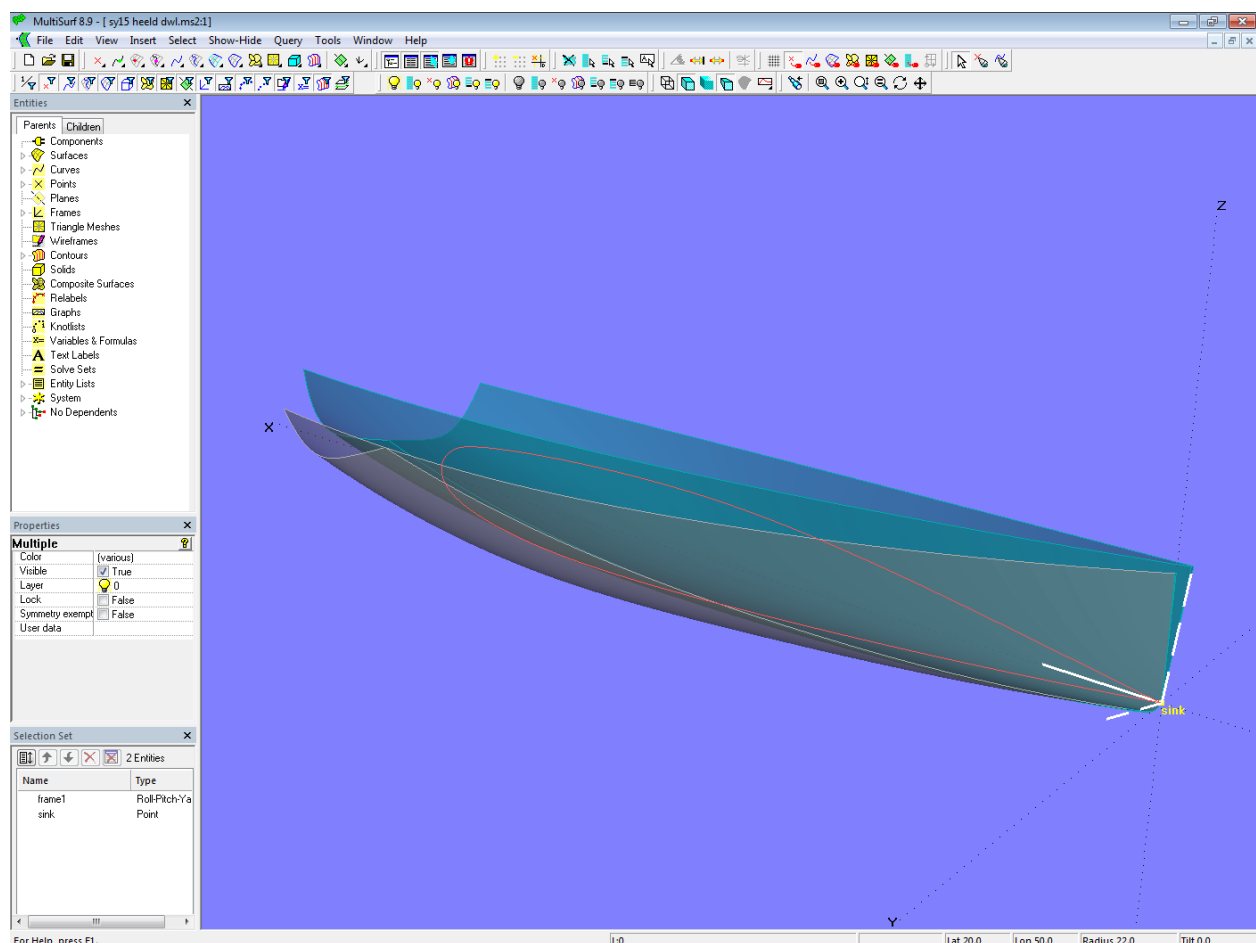 MultiSurf 8.9 - [ sy15 heeld dwl.ms2:1]
File Edit View Insert Select Show-Hide Query Tools Window Help
Entities
Parents Children
Components
Surfaces
Curves
Points
Planes
Frames
Triangle Meshes
Wireframes
Contours
Solids
Composite Surfaces
Relabels
Graphs
Knotlists
Variables & Formulas
Text Labels
Solve Sets
Entity Lists
System
No Dependents
Properties
Multiple
Color (various)
Visible True
Layer 0
Lock False
Symmetry exempt False
User data
Selection Set
2 Entities
Name Type
frame1 Roll-Pitch-Ya
sink Point
Z
X
sink
Y
For Help, press F1. L:0 Lat 20.0 Lon 50.0 Radius 22.0 Tilt 0.0